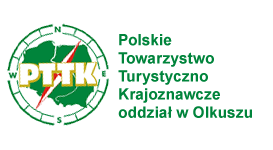 N
W E
PTTK
S
Polskie
Towarzystwo
Turystyczno
Krajoznawcze
oddział w Olkuszu